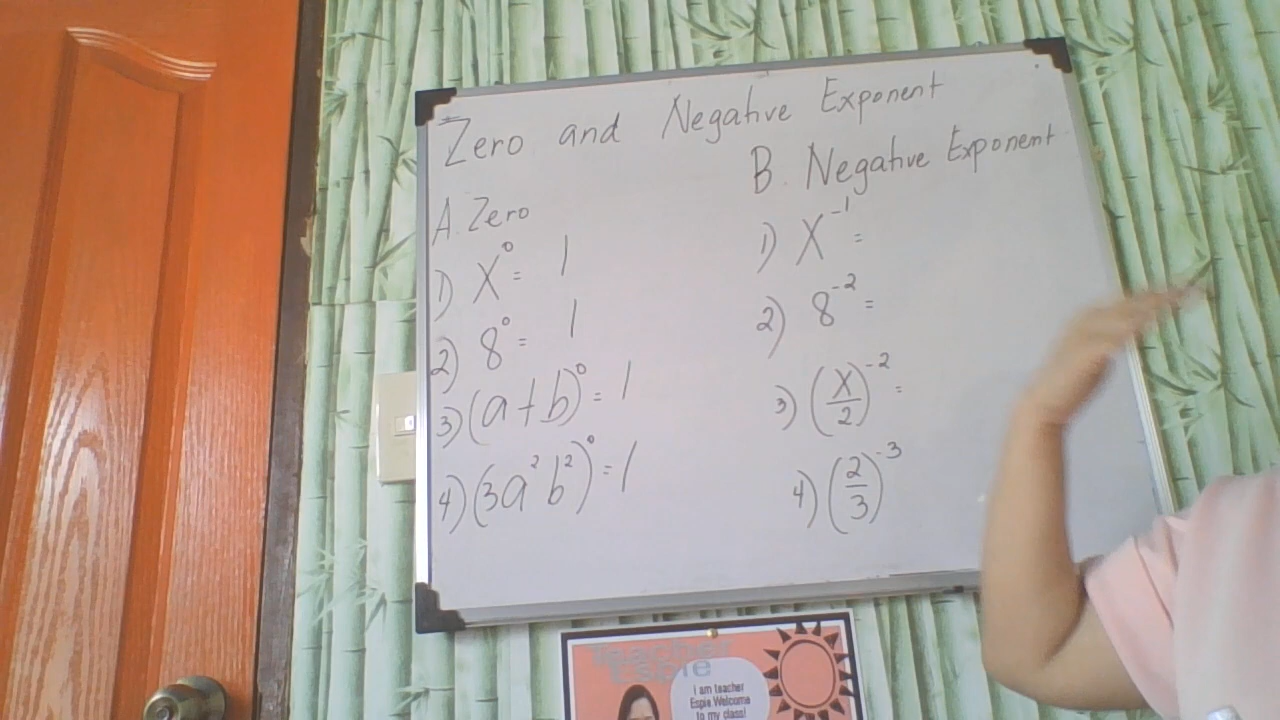 Zero and Negative Exponent
A. Zero
1) X⁰ = 1
2) 8⁰ = 1
3) (a+b)⁰ = 1
4) (3a²b²)⁰ = 1
B. Negative Exponent
1) X⁻¹ =
2) 8⁻² =
3) (X/2)⁻² =
4) (2/3)⁻³
Teacher
Espie
I am teacher
Espie Welcome
to my class!